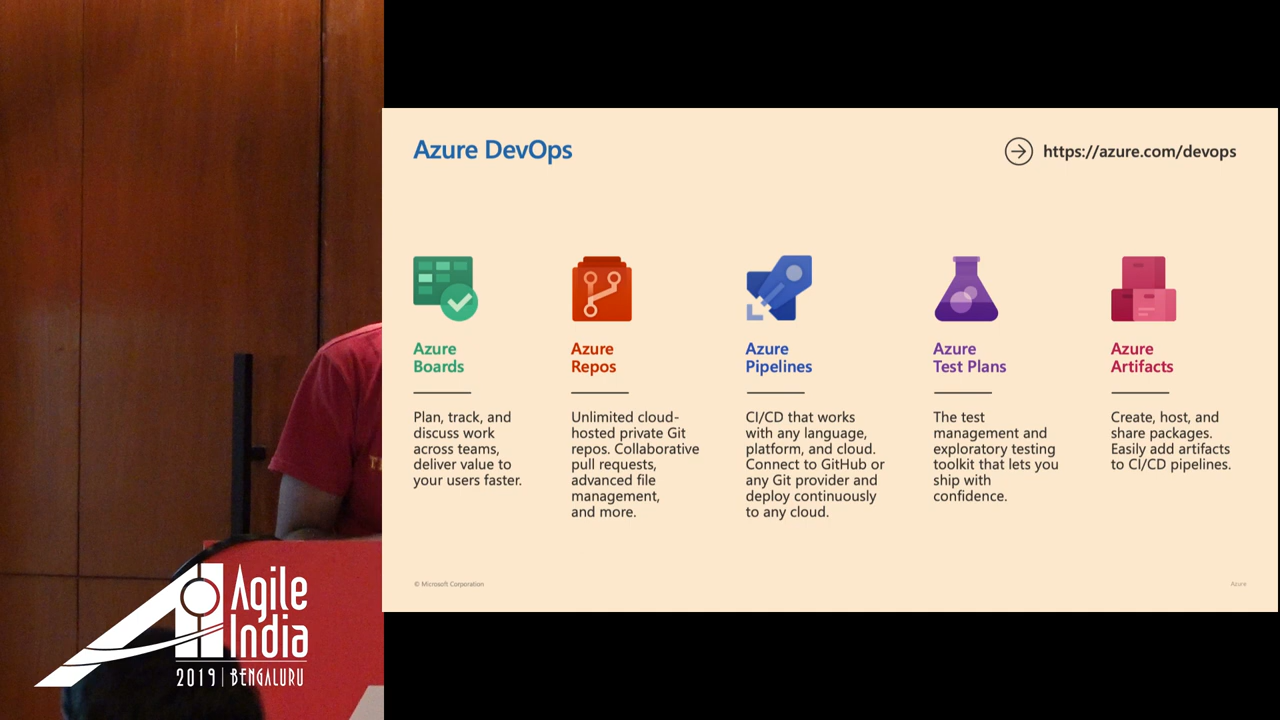 Azure DevOps
https://azure.com/devops
Azure
Boards
Plan, track, and
discuss work
across teams,
deliver value to
your users faster.
Azure
Repos
Unlimited cloud-
hosted private Git
repos. Collaborative
pull requests,
advanced file
management,
and more.
Azure
Pipelines
CI/CD that works
with any language,
platform, and cloud.
Connect to GitHub or
any Git provider and
deploy continuously
to any cloud.
Azure
Test Plans
The test
management and
exploratory testing
toolkit that lets you
ship with
confidence.
Azure
Artifacts
Create, host, and
share packages.
Easily add artifacts
to CI/CD pipelines.
© Microsoft Corporation
Azure
Agile
India
2019 | BENGALURU